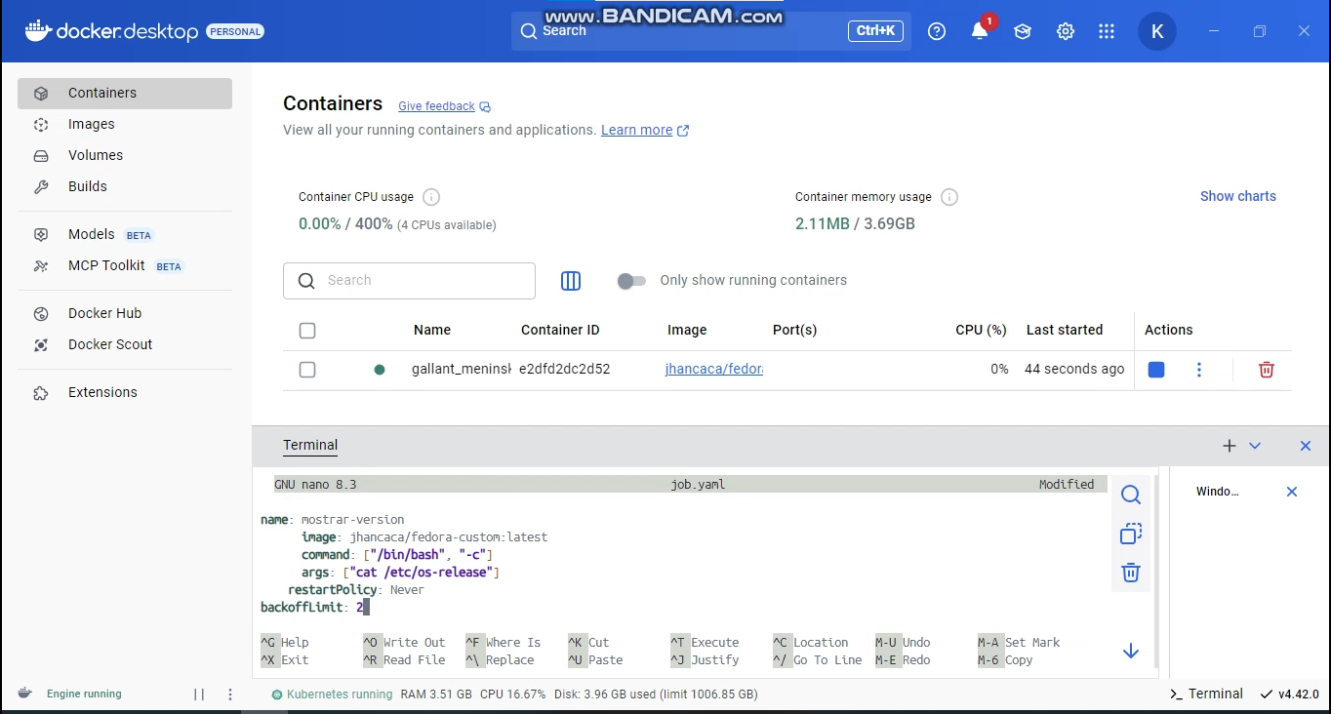 www.BANDICAM.com
docker.desktop PERSONAL
Search
Ctrl+K
1
K
Containers
Images
Volumes
Builds
Models BETA
MCP Toolkit BETA
Docker Hub
Docker Scout
Extensions
Containers Give feedback
View all your running containers and applications. Learn more
Container CPU usage
0.00% / 400% (4 CPUs available)
Container memory usage
2.11MB / 3.69GB
Show charts
Search
Only show running containers
Name Container ID Image Port(s) CPU (%) Last started Actions
gallant_meninsk e2dfd2dc2d52 jhancaca/fedor 0% 44 seconds ago
Terminal
GNU nano 8.3 job.yaml Modified
name: mostrar-version
image: jhancaca/fedora-custom:latest
command: ["/bin/bash", "-c"]
args: ["cat /etc/os-release"]
restartPolicy: Never
backoffLimit: 2
^G Help ^O Write Out ^F Where Is ^K Cut ^T Execute ^C Location M-U Undo M-A Set Mark
^X Exit ^R Read File ^\ Replace ^U Paste ^J Justify ^/ Go To Line M-E Redo M-6 Copy
Windo...
Engine running
Kubernetes running RAM 3.51 GB CPU 16.67% Disk: 3.96 GB used (limit 1006.85 GB)
>_ Terminal v4.42.0